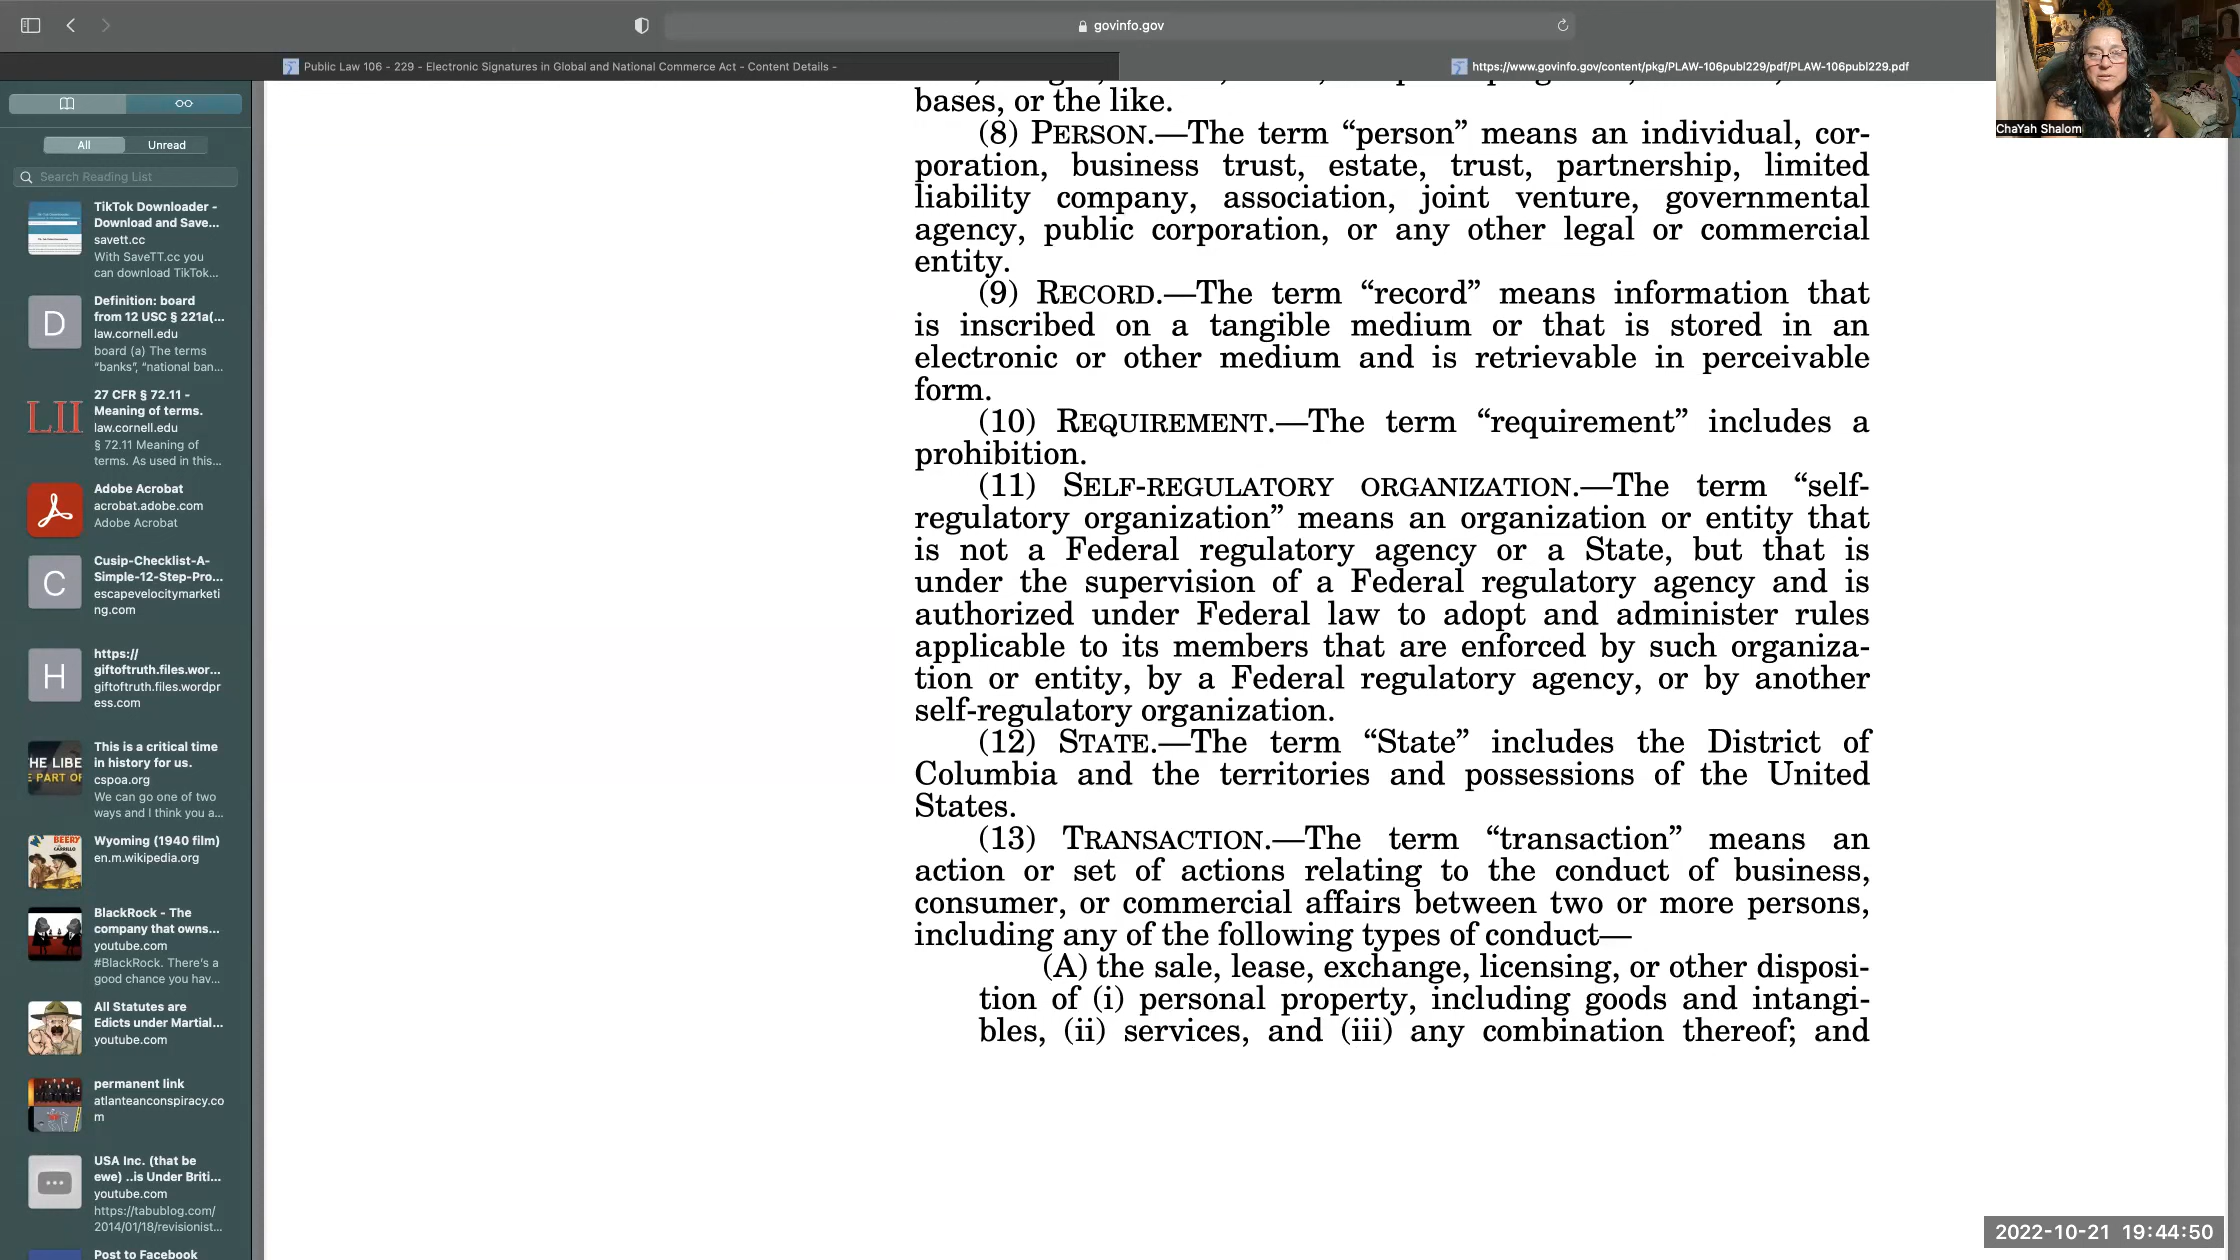 govinfo.gov
Public Law 106 - 229 - Electronic Signatures in Global and National Commerce Act - Content Details -
https://www.govinfo.gov/content/pkg/PLAW-106publ229/pdf/PLAW-106publ229.pdf
ChaYah Shalom
All
Unread
Search Reading List
TikTok Downloader -
Download and Save...
savett.cc
With SaveTT.cc you
can download TikTok...
D
Definition: board
from 12 USC § 221a(...
law.cornell.edu
board (a) The terms
“banks”, “national ban...
LII
27 CFR § 72.11 -
Meaning of terms.
law.cornell.edu
§ 72.11 Meaning of
terms. As used in this...
Adobe Acrobat
acrobat.adobe.com
Adobe Acrobat
C
Cusip-Checklist-A-
Simple-12-Step-Pro...
escapevelocitymarketi
ng.com
H
https://
giftoftruth.files.wor...
giftoftruth.files.wordpr
ess.com
HE LIBE
E PART OF
This is a critical time
in history for us.
cspoa.org
We can go one of two
ways and I think you a...
BEERY
CARRILLO
Wyoming (1940 film)
en.m.wikipedia.org
BlackRock - The
company that owns...
youtube.com
#BlackRock. There's a
good chance you hav...
All Statutes are
Edicts under Martial...
youtube.com
permanent link
atlanteanconspiracy.co
m
USA Inc. (that be
ewe) ..is Under Briti...
youtube.com
https://tabublog.com/
2014/01/18/revisionist...
Post to Facebook
bases, or the like.
(8) PERSON.—The term “person” means an individual, cor-
poration, business trust, estate, trust, partnership, limited
liability company, association, joint venture, governmental
agency, public corporation, or any other legal or commercial
entity.
(9) RECORD.—The term “record” means information that
is inscribed on a tangible medium or that is stored in an
electronic or other medium and is retrievable in perceivable
form.
(10) REQUIREMENT.—The term “requirement” includes a
prohibition.
(11) SELF-REGULATORY ORGANIZATION.—The term “self-
regulatory organization” means an organization or entity that
is not a Federal regulatory agency or a State, but that is
under the supervision of a Federal regulatory agency and is
authorized under Federal law to adopt and administer rules
applicable to its members that are enforced by such organiza-
tion or entity, by a Federal regulatory agency, or by another
self-regulatory organization.
(12) STATE.—The term “State” includes the District of
Columbia and the territories and possessions of the United
States.
(13) TRANSACTION.—The term “transaction” means an
action or set of actions relating to the conduct of business,
consumer, or commercial affairs between two or more persons,
including any of the following types of conduct—
(A) the sale, lease, exchange, licensing, or other disposi-
tion of (i) personal property, including goods and intangi-
bles, (ii) services, and (iii) any combination thereof; and
2022-10-21 19:44:50